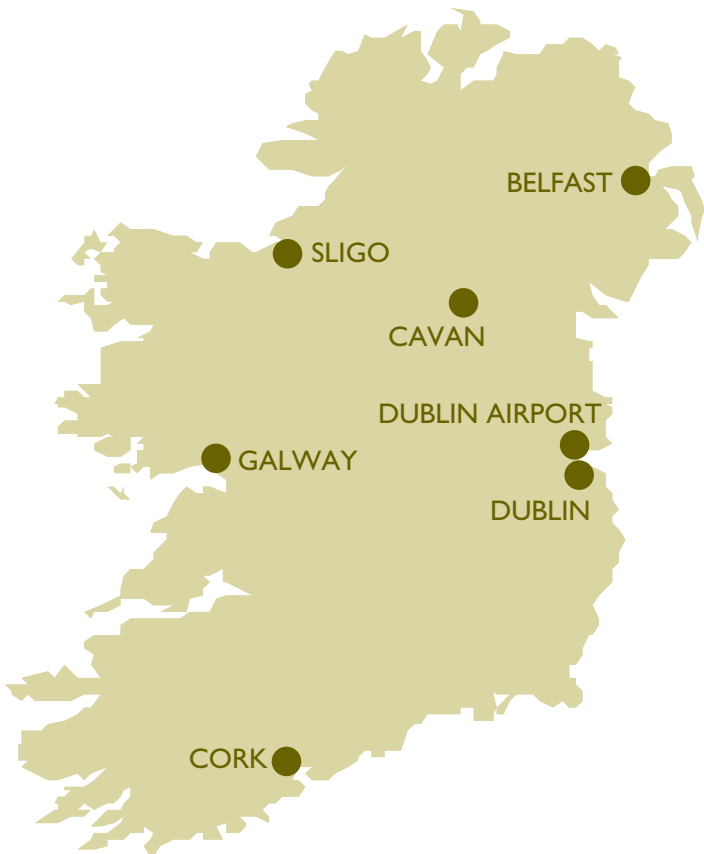 BELFAST
SLIGO
CAVAN
DUBLIN AIRPORT
GALWAY
DUBLIN
CORK